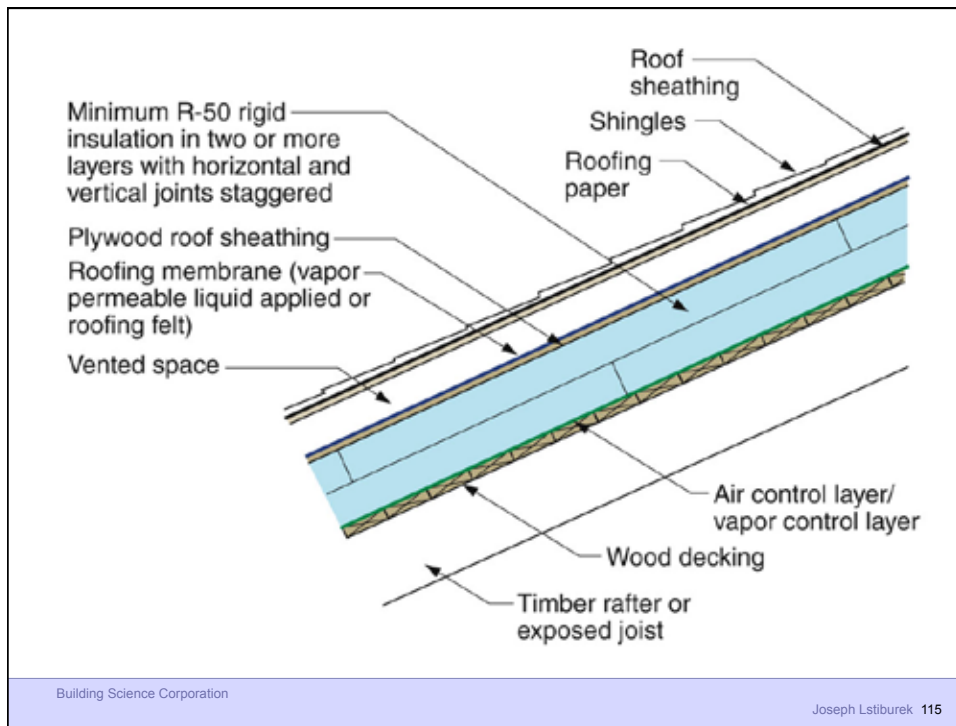 Roof
sheathing
Shingles
Roofing
paper
Minimum R-50 rigid
insulation in two or more
layers with horizontal and
vertical joints staggered
Plywood roof sheathing
Roofing membrane (vapor
permeable liquid applied or
roofing felt)
Vented space
Air control layer/
vapor control layer
Wood decking
Timber rafter or
exposed joist
Building Science Corporation
Joseph Lstiburek 115